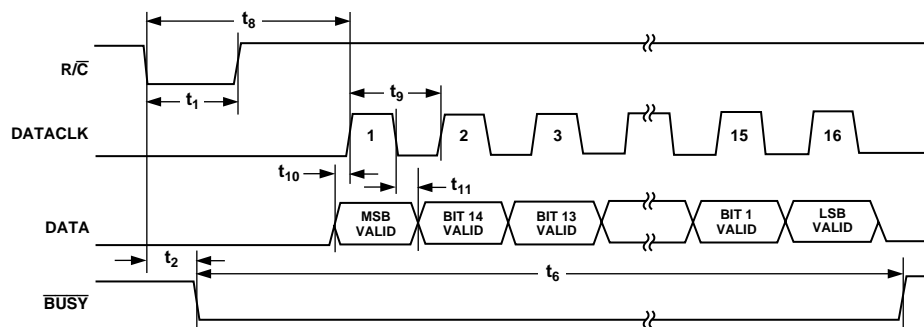 t8
R/C̅
t1
t9
DATACLK
1
2
3
15
16
t10
t11
DATA
MSB
VALID
BIT 14
VALID
BIT 13
VALID
BIT 1
VALID
LSB
VALID
t2
t6
B̅U̅S̅Y̅